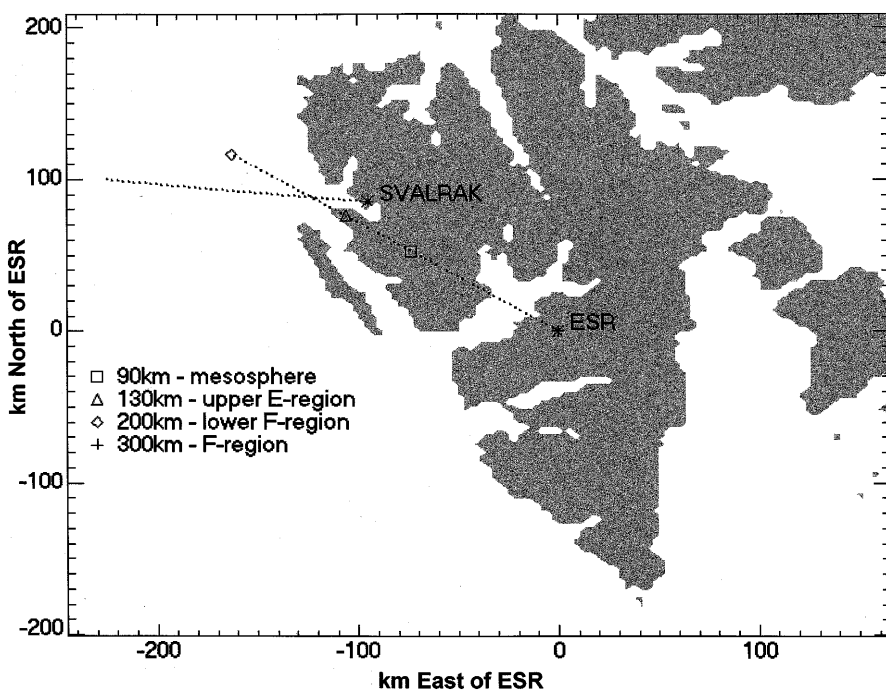 200
100
0
-100
-200
km North of ESR
SVALRAK
ESR
90km - mesosphere
130km - upper E-region
200km - lower F-region
300km - F-region
-200
-100
0
100
km East of ESR